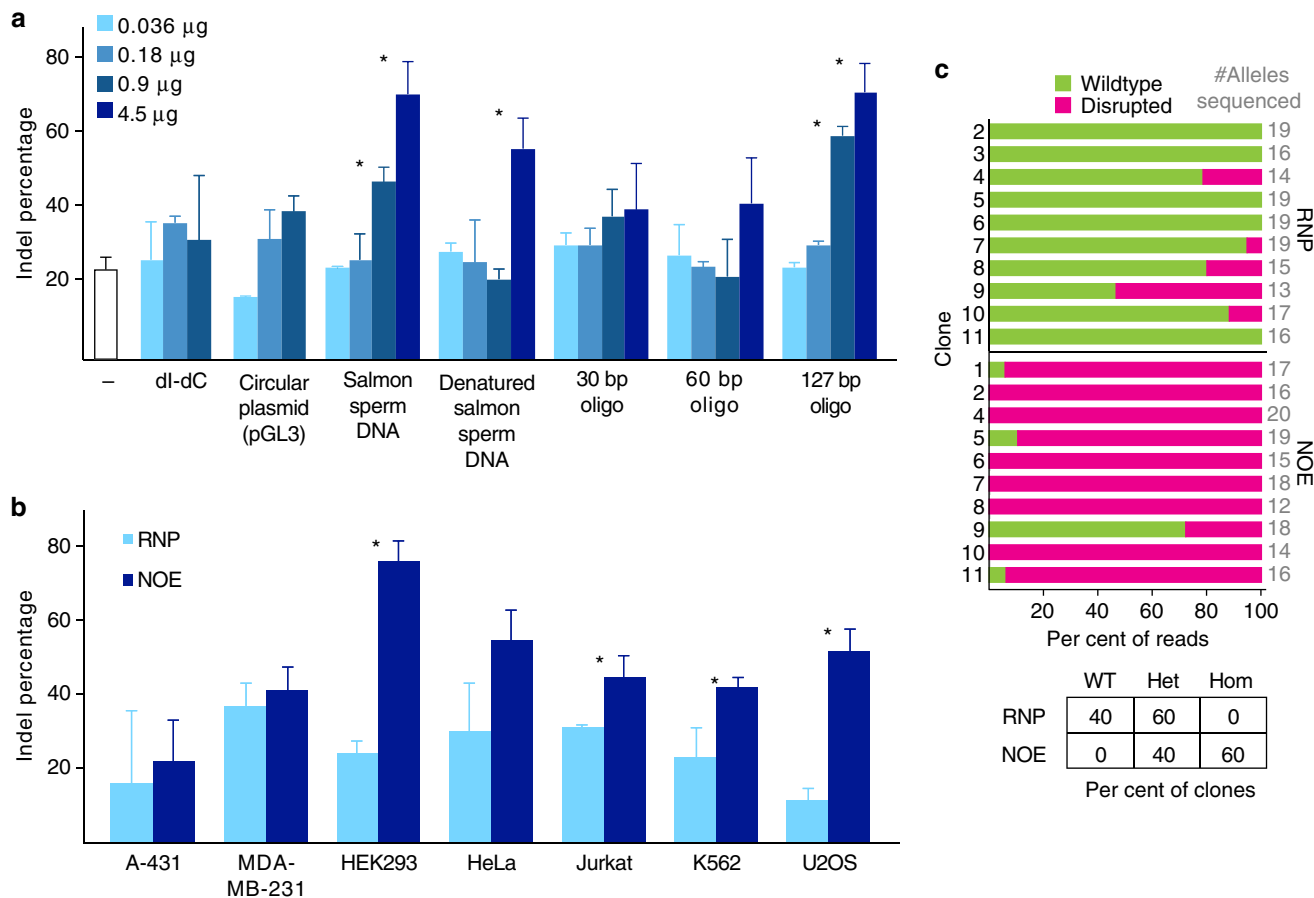 a
0.036 µg
0.18 µg
0.9 µg
4.5 µg
Indel percentage
80
60
40
20
*
*
*
*
*
–
dI-dC
Circular
plasmid
(pGL3)
Salmon
sperm
DNA
Denatured
salmon
sperm
DNA
30 bp
oligo
60 bp
oligo
127 bp
oligo
b
RNP
NOE
Indel percentage
80
60
40
20
*
*
*
*
A-431
MDA-
MB-231
HEK293
HeLa
Jurkat
K562
U2OS
c
Wildtype
Disrupted
#Alleles
sequenced
Clone
2 19
3 16
4 14
5 19
6 19
7 19
8 15
9 13
10 17
11 16
RNP
1 17
2 16
4 20
5 19
6 15
7 18
8 12
9 18
10 14
11 16
NOE
20 40 60 80 100
Per cent of reads
WT Het Hom
RNP 40 60 0
NOE 0 40 60
Per cent of clones